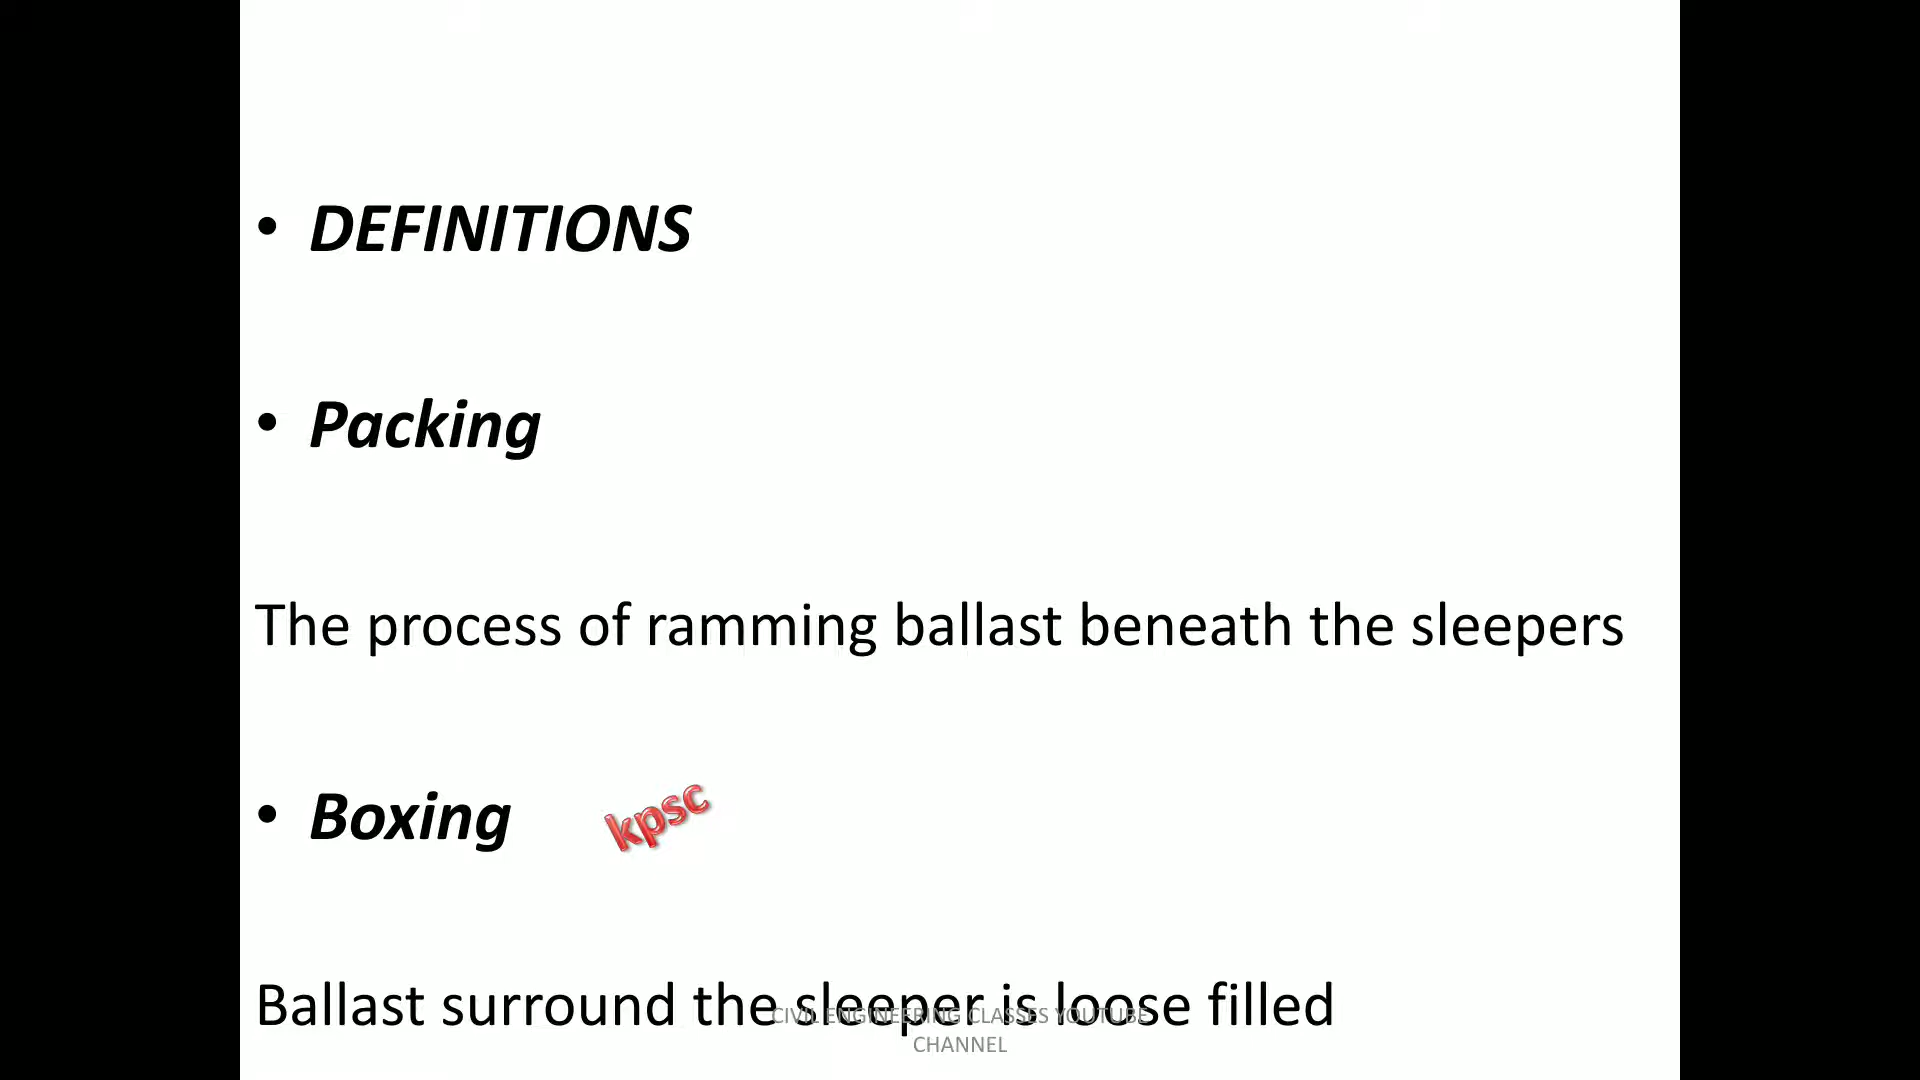 • DEFINITIONS
• Packing
The process of ramming ballast beneath the sleepers
• Boxing kpsc
Ballast surround the sleeper is loose filled
CIVIL ENGINEERING CLASSES YOUTUBE
CHANNEL